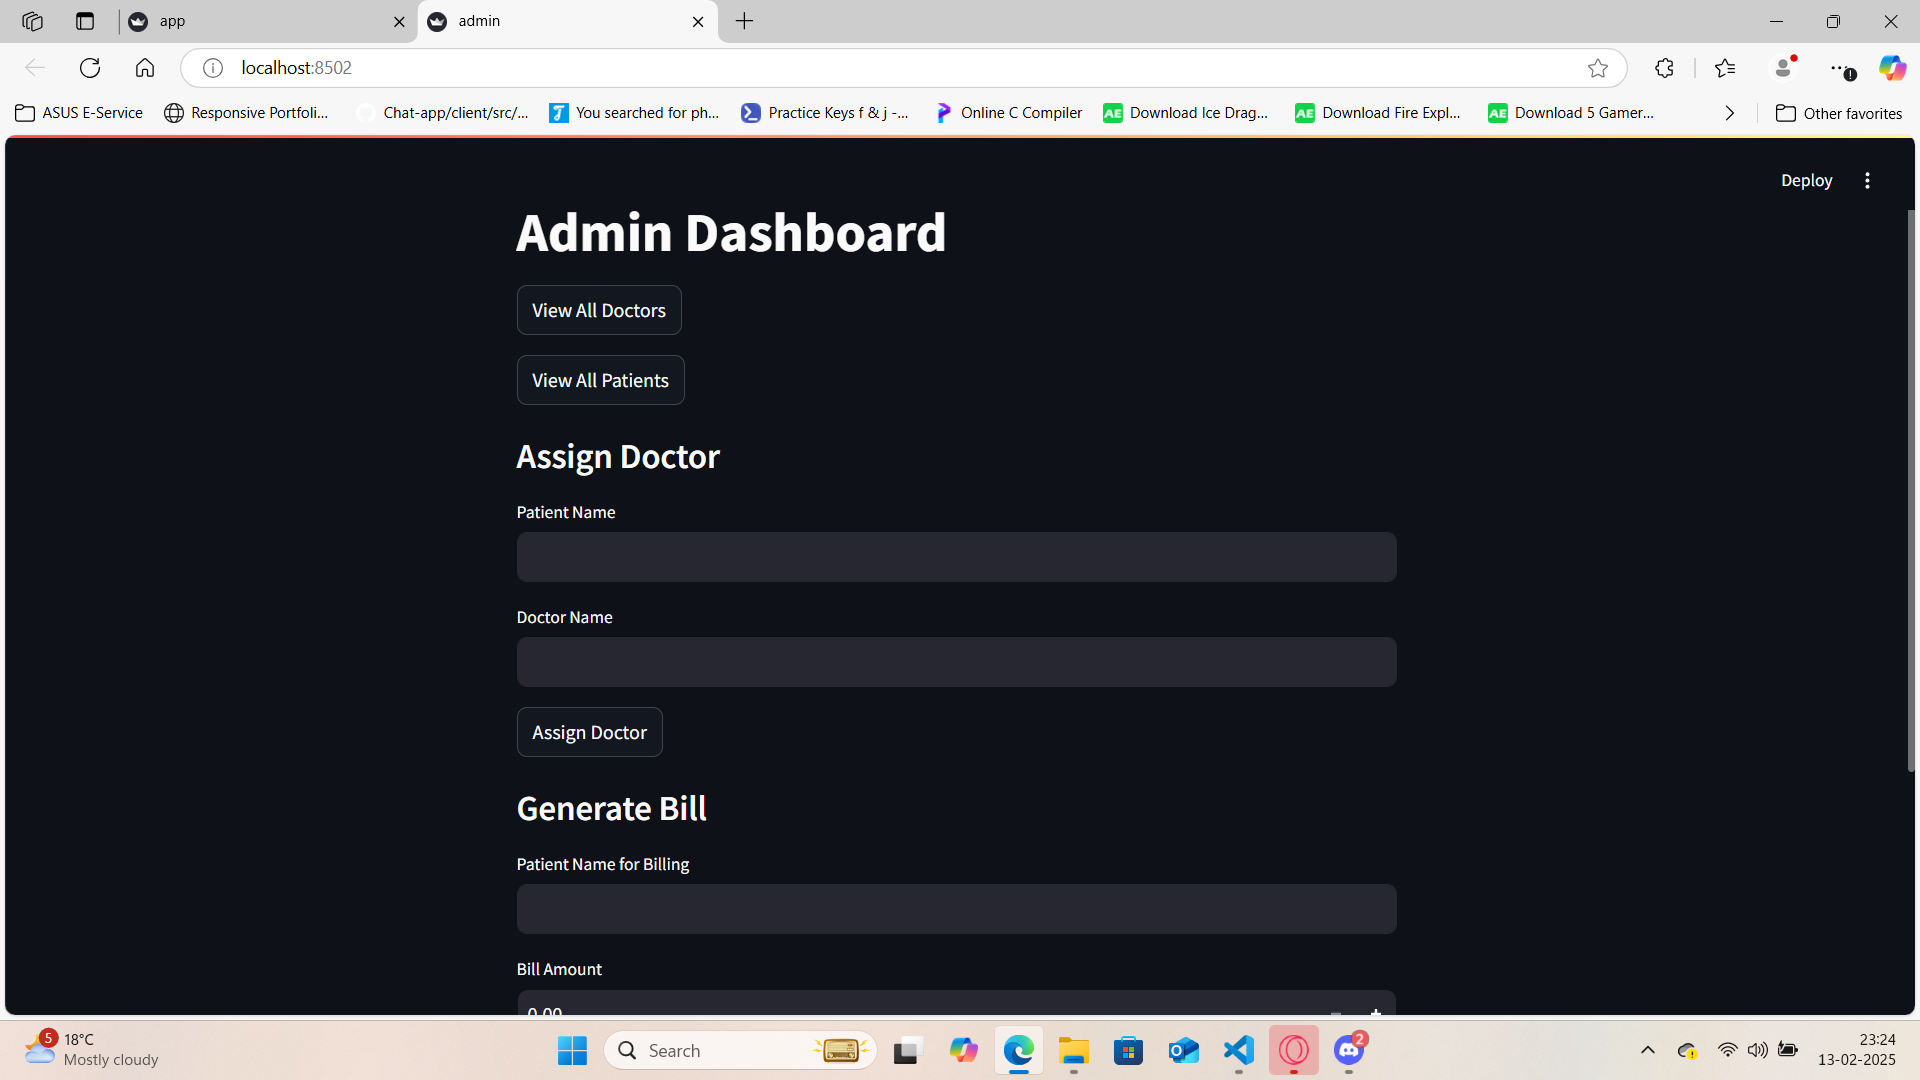 app
admin
localhost:8502
ASUS E-Service
Responsive Portfoli...
Chat-app/client/src/...
You searched for ph...
Practice Keys f & j -...
Online C Compiler
AE Download Ice Drag...
AE Download Fire Expl...
AE Download 5 Gamer...
Other favorites
Deploy
Admin Dashboard
View All Doctors
View All Patients
Assign Doctor
Patient Name
Doctor Name
Assign Doctor
Generate Bill
Patient Name for Billing
Bill Amount
0.00
5
18°C
Mostly cloudy
Search
2
23:24
13-02-2025